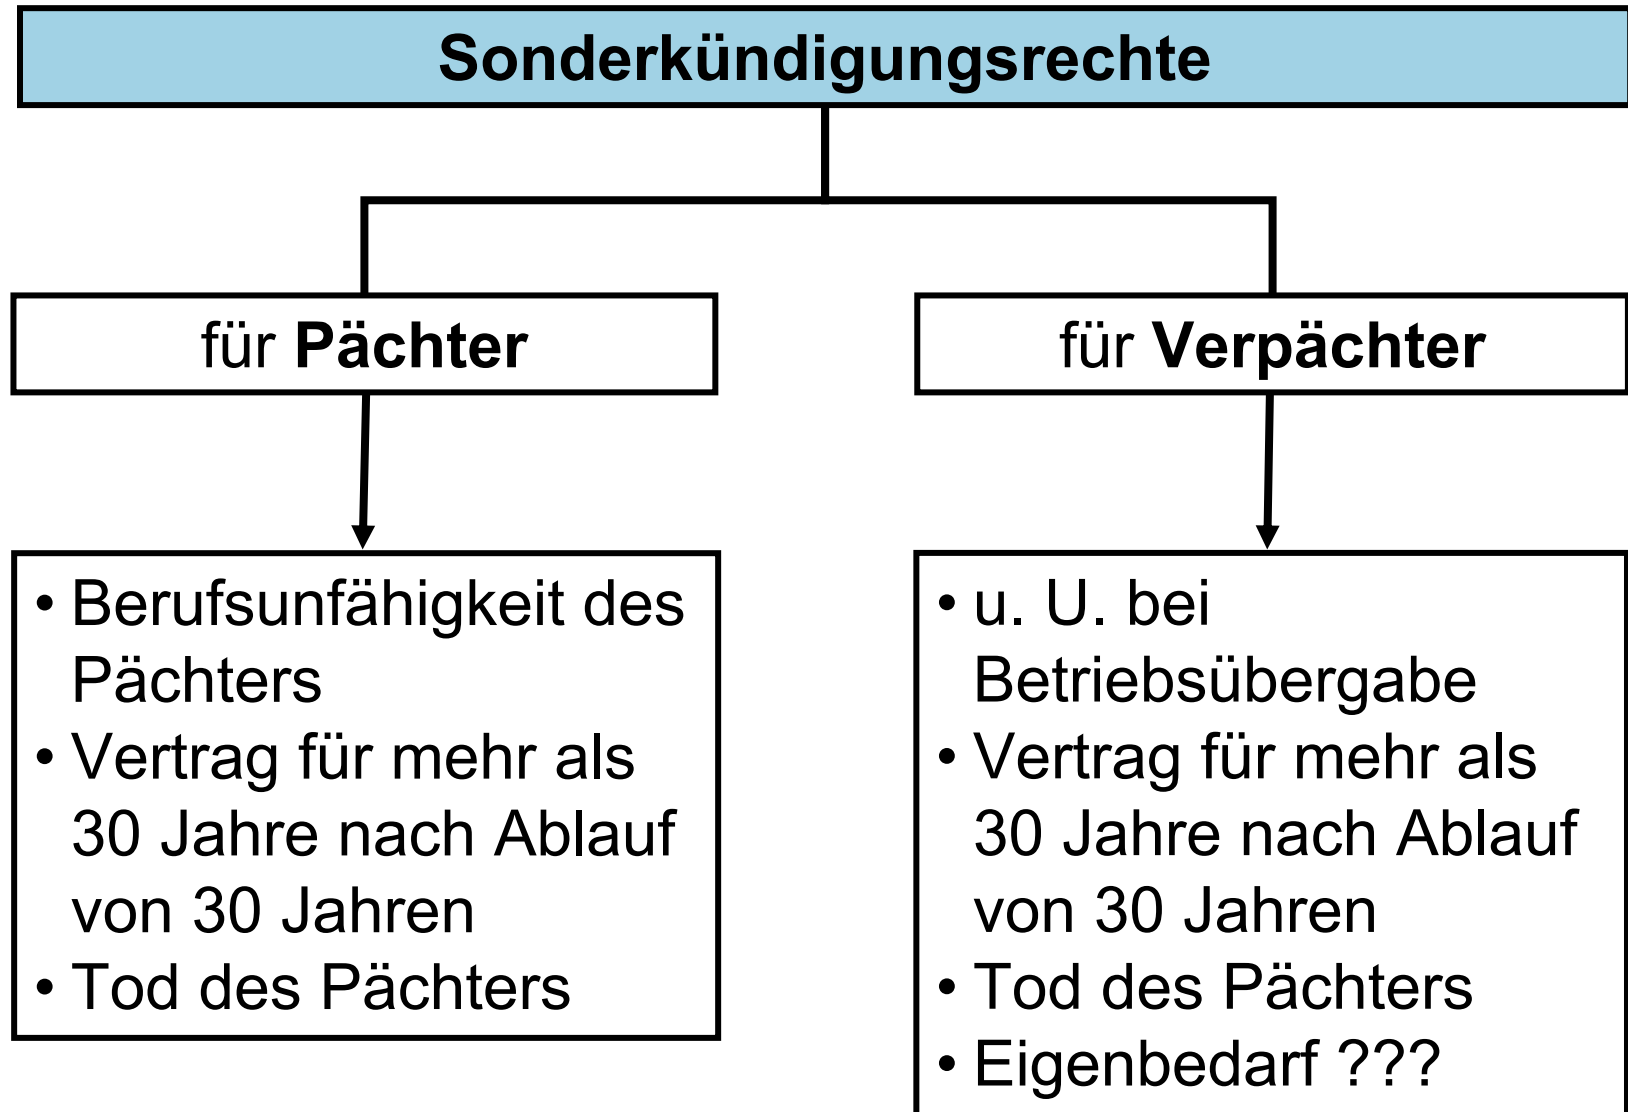 Sonderkündigungsrechte
für Pächter
• Berufsunfähigkeit des
Pächters
• Vertrag für mehr als
30 Jahre nach Ablauf
von 30 Jahren
• Tod des Pächters
für Verpächter
• u. U. bei
Betriebsübergabe
• Vertrag für mehr als
30 Jahre nach Ablauf
von 30 Jahren
• Tod des Pächters
• Eigenbedarf ???